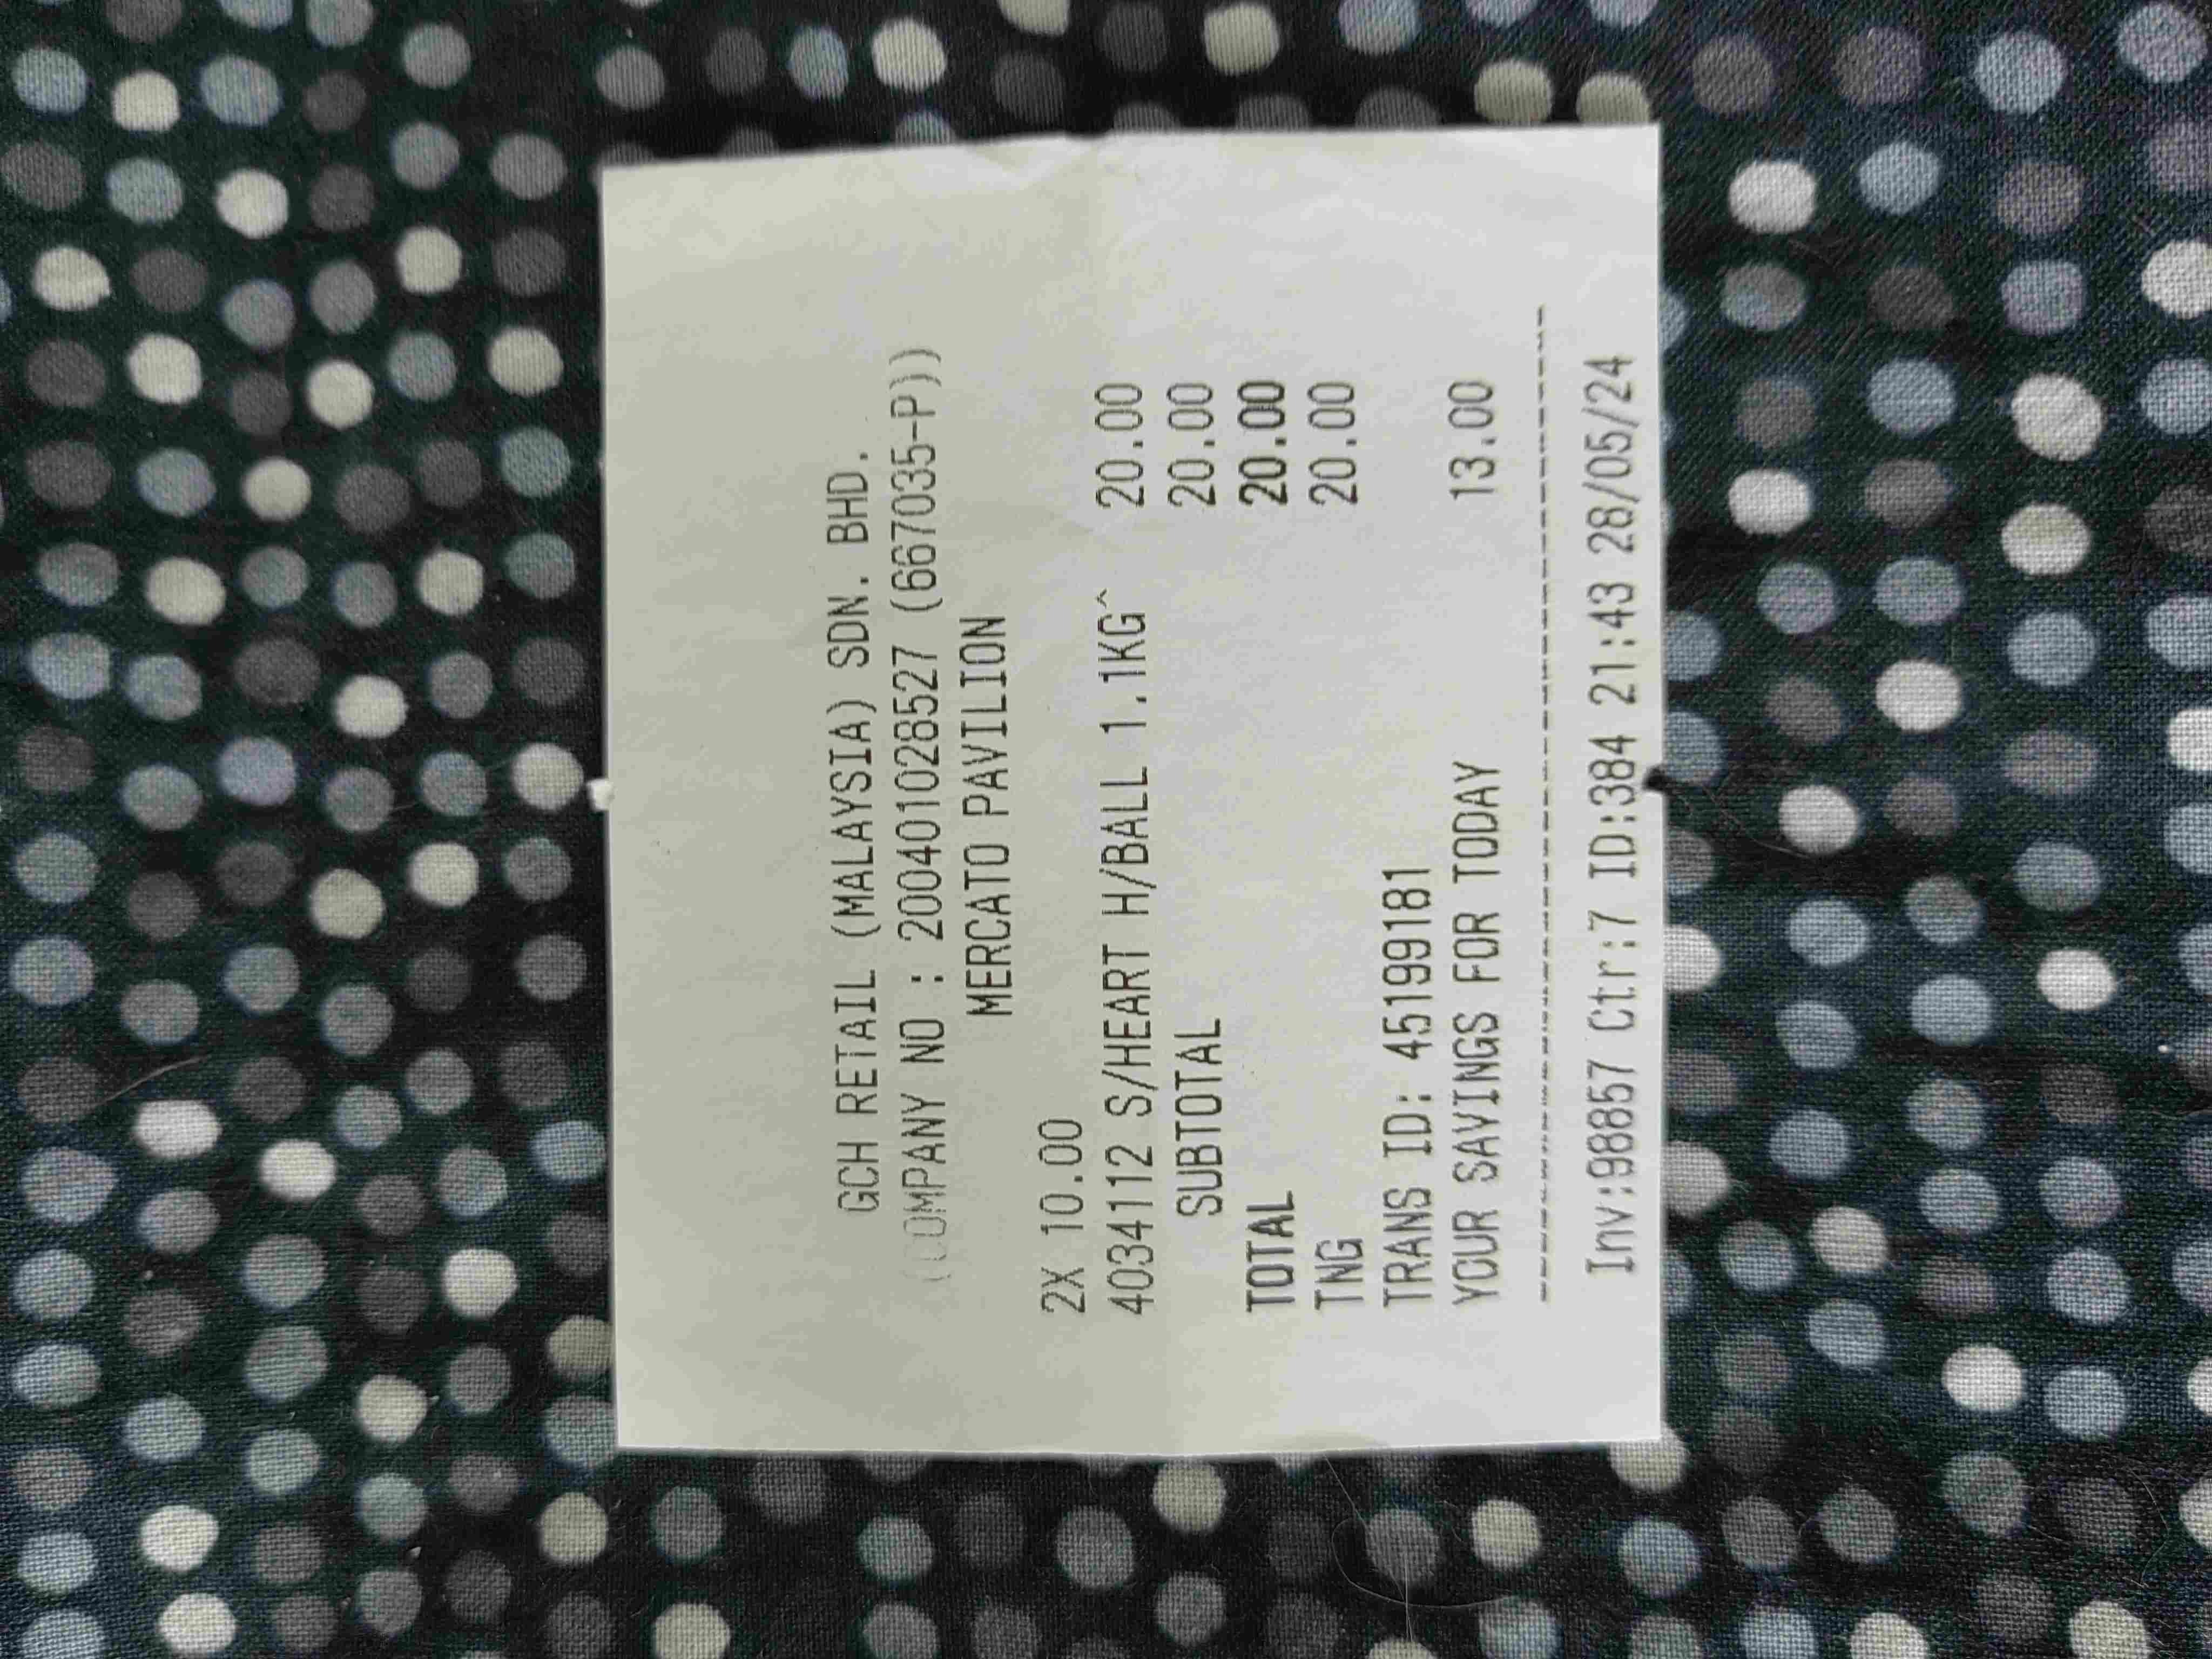 GCH RETAIL (MALAYSIA) SDN. BHD.
(COMPANY NO : 200401028527 (667035-P))
MERCATO PAVILION
2X 10.00
4034112 S/HEART H/BALL 1.1KG^ 20.00
SUBTOTAL 20.00
TOTAL 20.00
TNG 20.00
TRANS ID: 45199181
YOUR SAVINGS FOR TODAY 13.00
Inv:98857 Ctr:7 ID:384 21:43 28/05/24